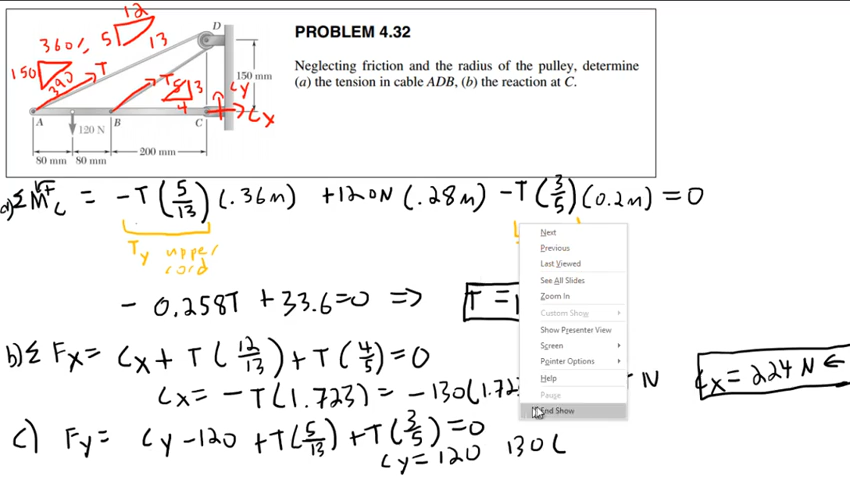 PROBLEM 4.32
Neglecting friction and the radius of the pulley, determine
(a) the tension in cable ADB, (b) the reaction at C.
12
5
13
360
150
390
T
D
T
5
3
4
150 mm
Cy
Cx
A
B
C
120 N
80 mm 80 mm
200 mm
a) ΣM+c = -T(5/13)(.36m) +120N(.28m) -T(3/5)(0.2m) = 0
Ty upper
cord
- 0.258T + 33.6 = 0 => T = 1
b) Σ Fx = Cx + T(12/13) + T(4/5) = 0
Cx = -T(1.723) = -130(1.72 N
Cx = 224 N ←
c) Fy = Cy -120 + T(5/13) + T(3/5) = 0
Cy = 120 130(
Next
Previous
Last Viewed
See All Slides
Zoom In
Custom Show
Show Presenter View
Screen
Pointer Options
Help
Pause
End Show